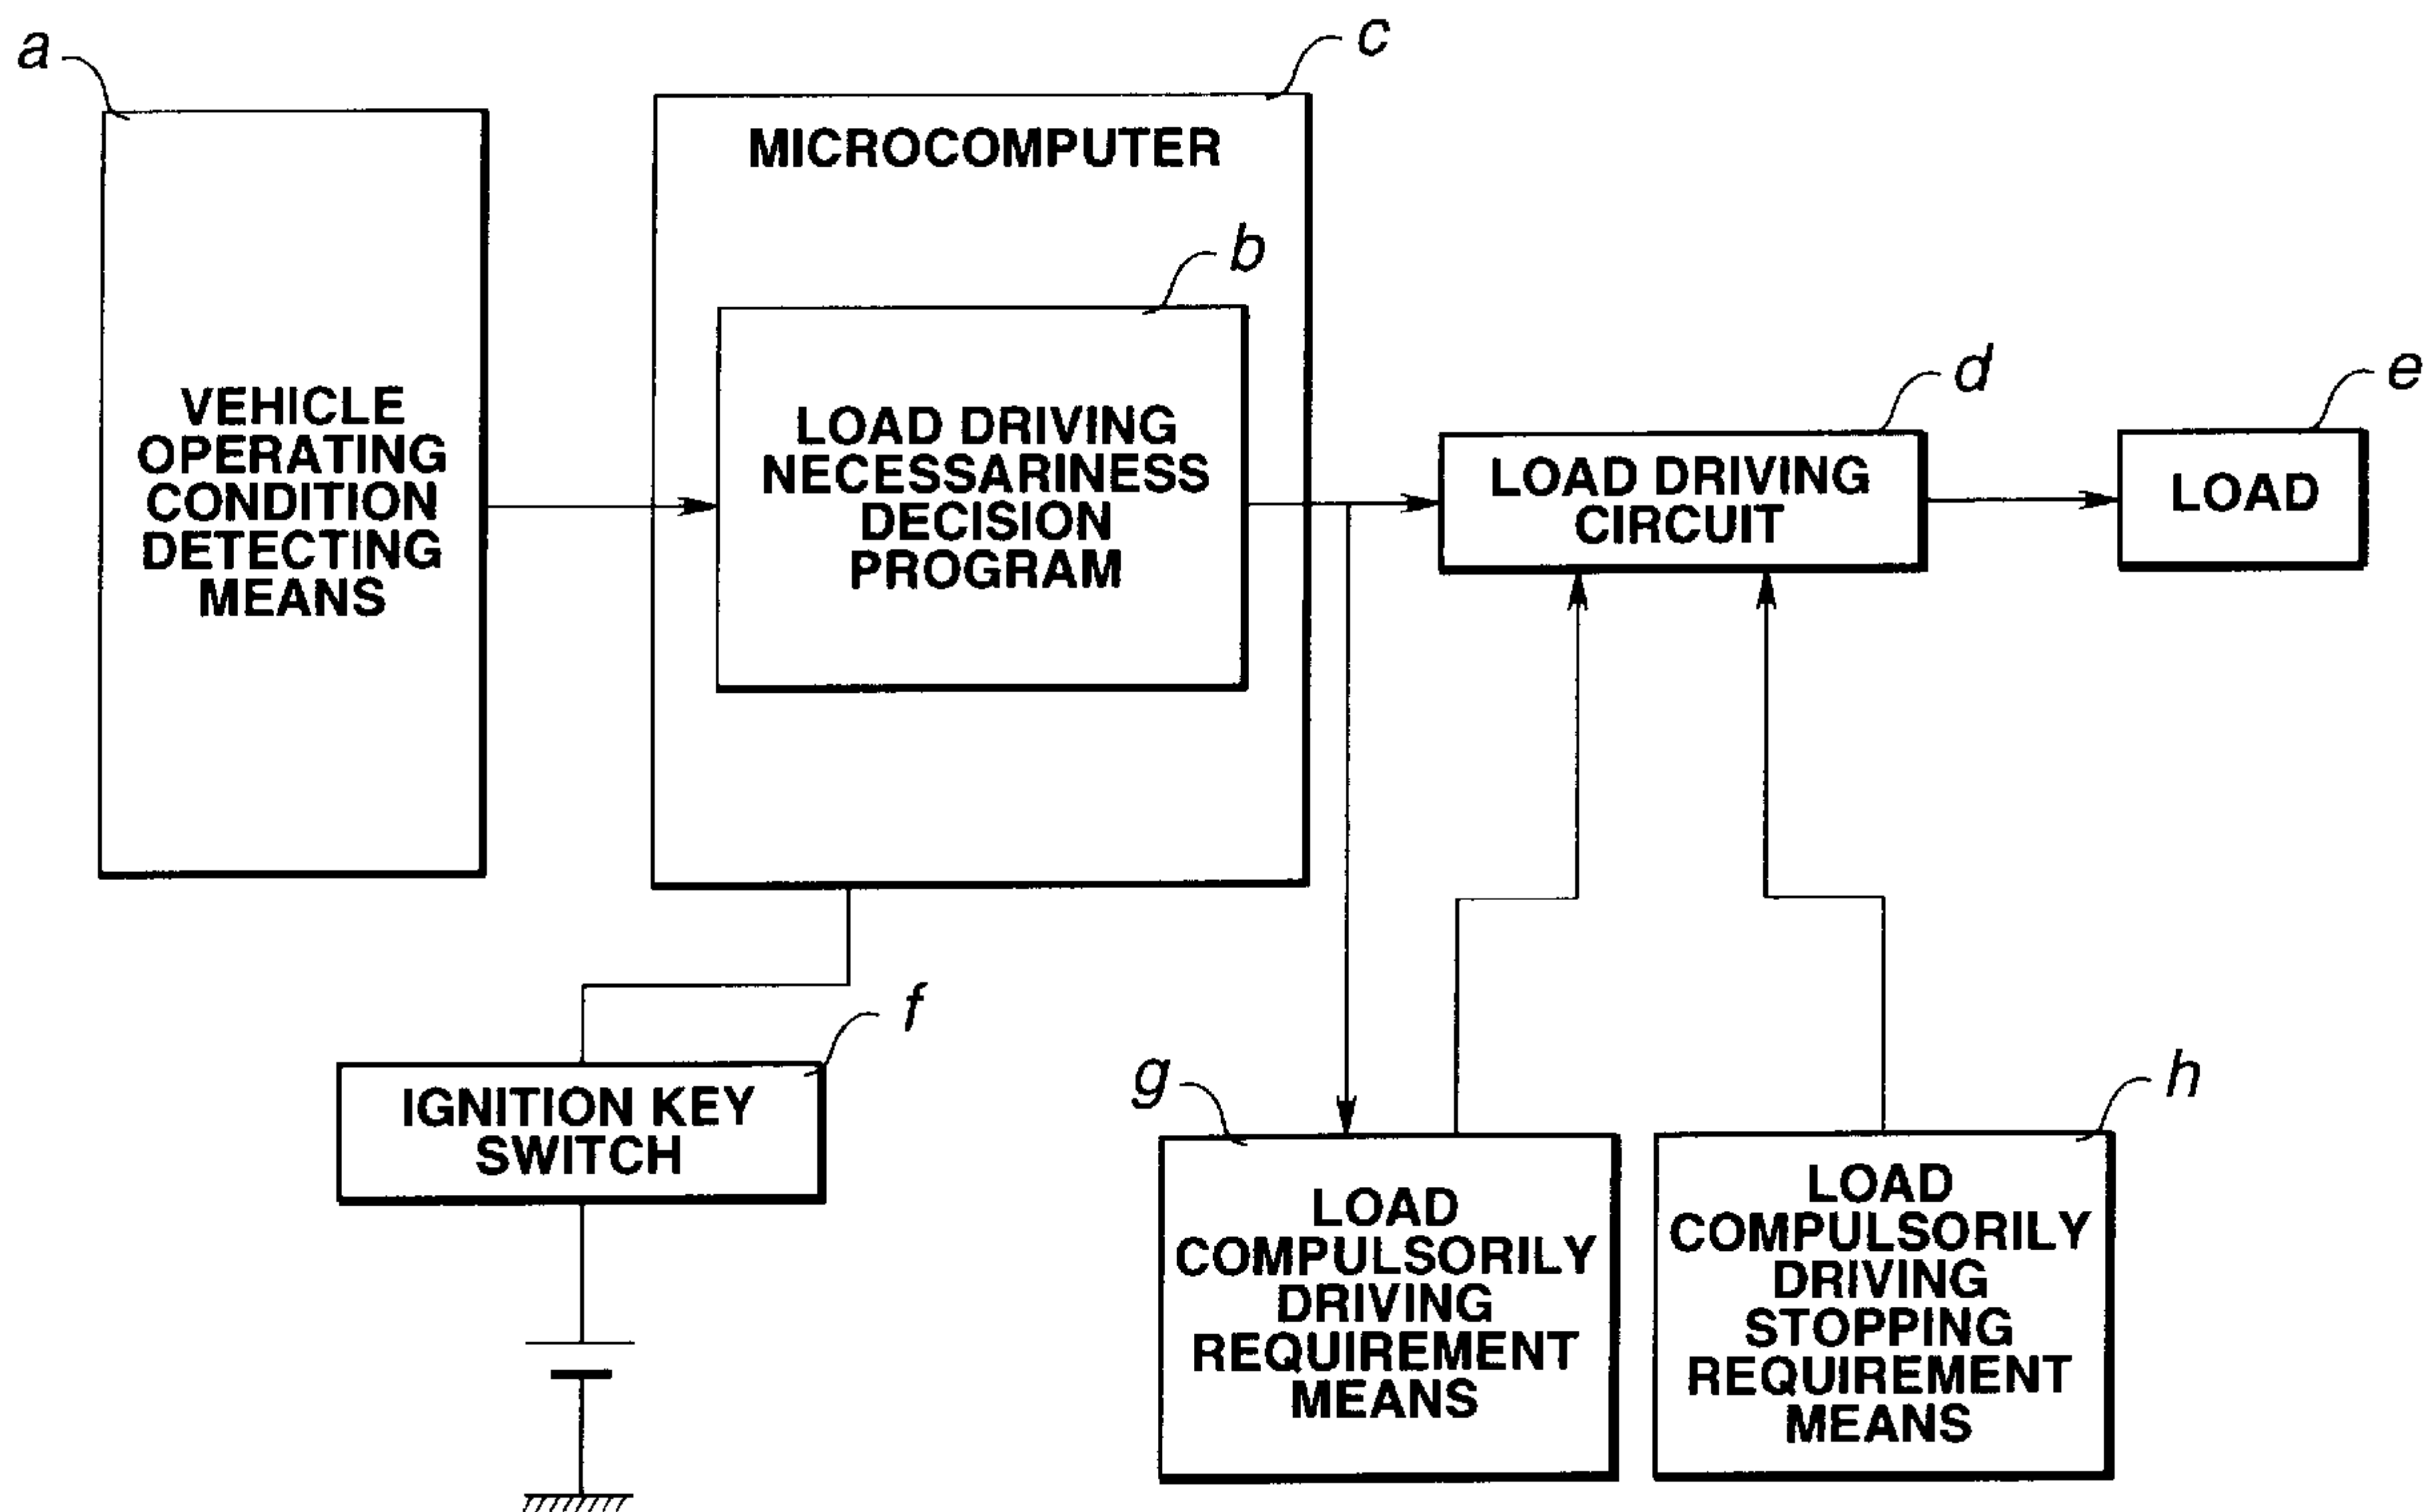 a
c
MICROCOMPUTER
b
VEHICLE
OPERATING
CONDITION
DETECTING
MEANS
LOAD DRIVING
NECESSARINESS
DECISION
PROGRAM
d
LOAD DRIVING
CIRCUIT
e
LOAD
f
IGNITION KEY
SWITCH
g
LOAD
COMPULSORILY
DRIVING
REQUIREMENT
MEANS
h
LOAD
COMPULSORILY
DRIVING
STOPPING
REQUIREMENT
MEANS